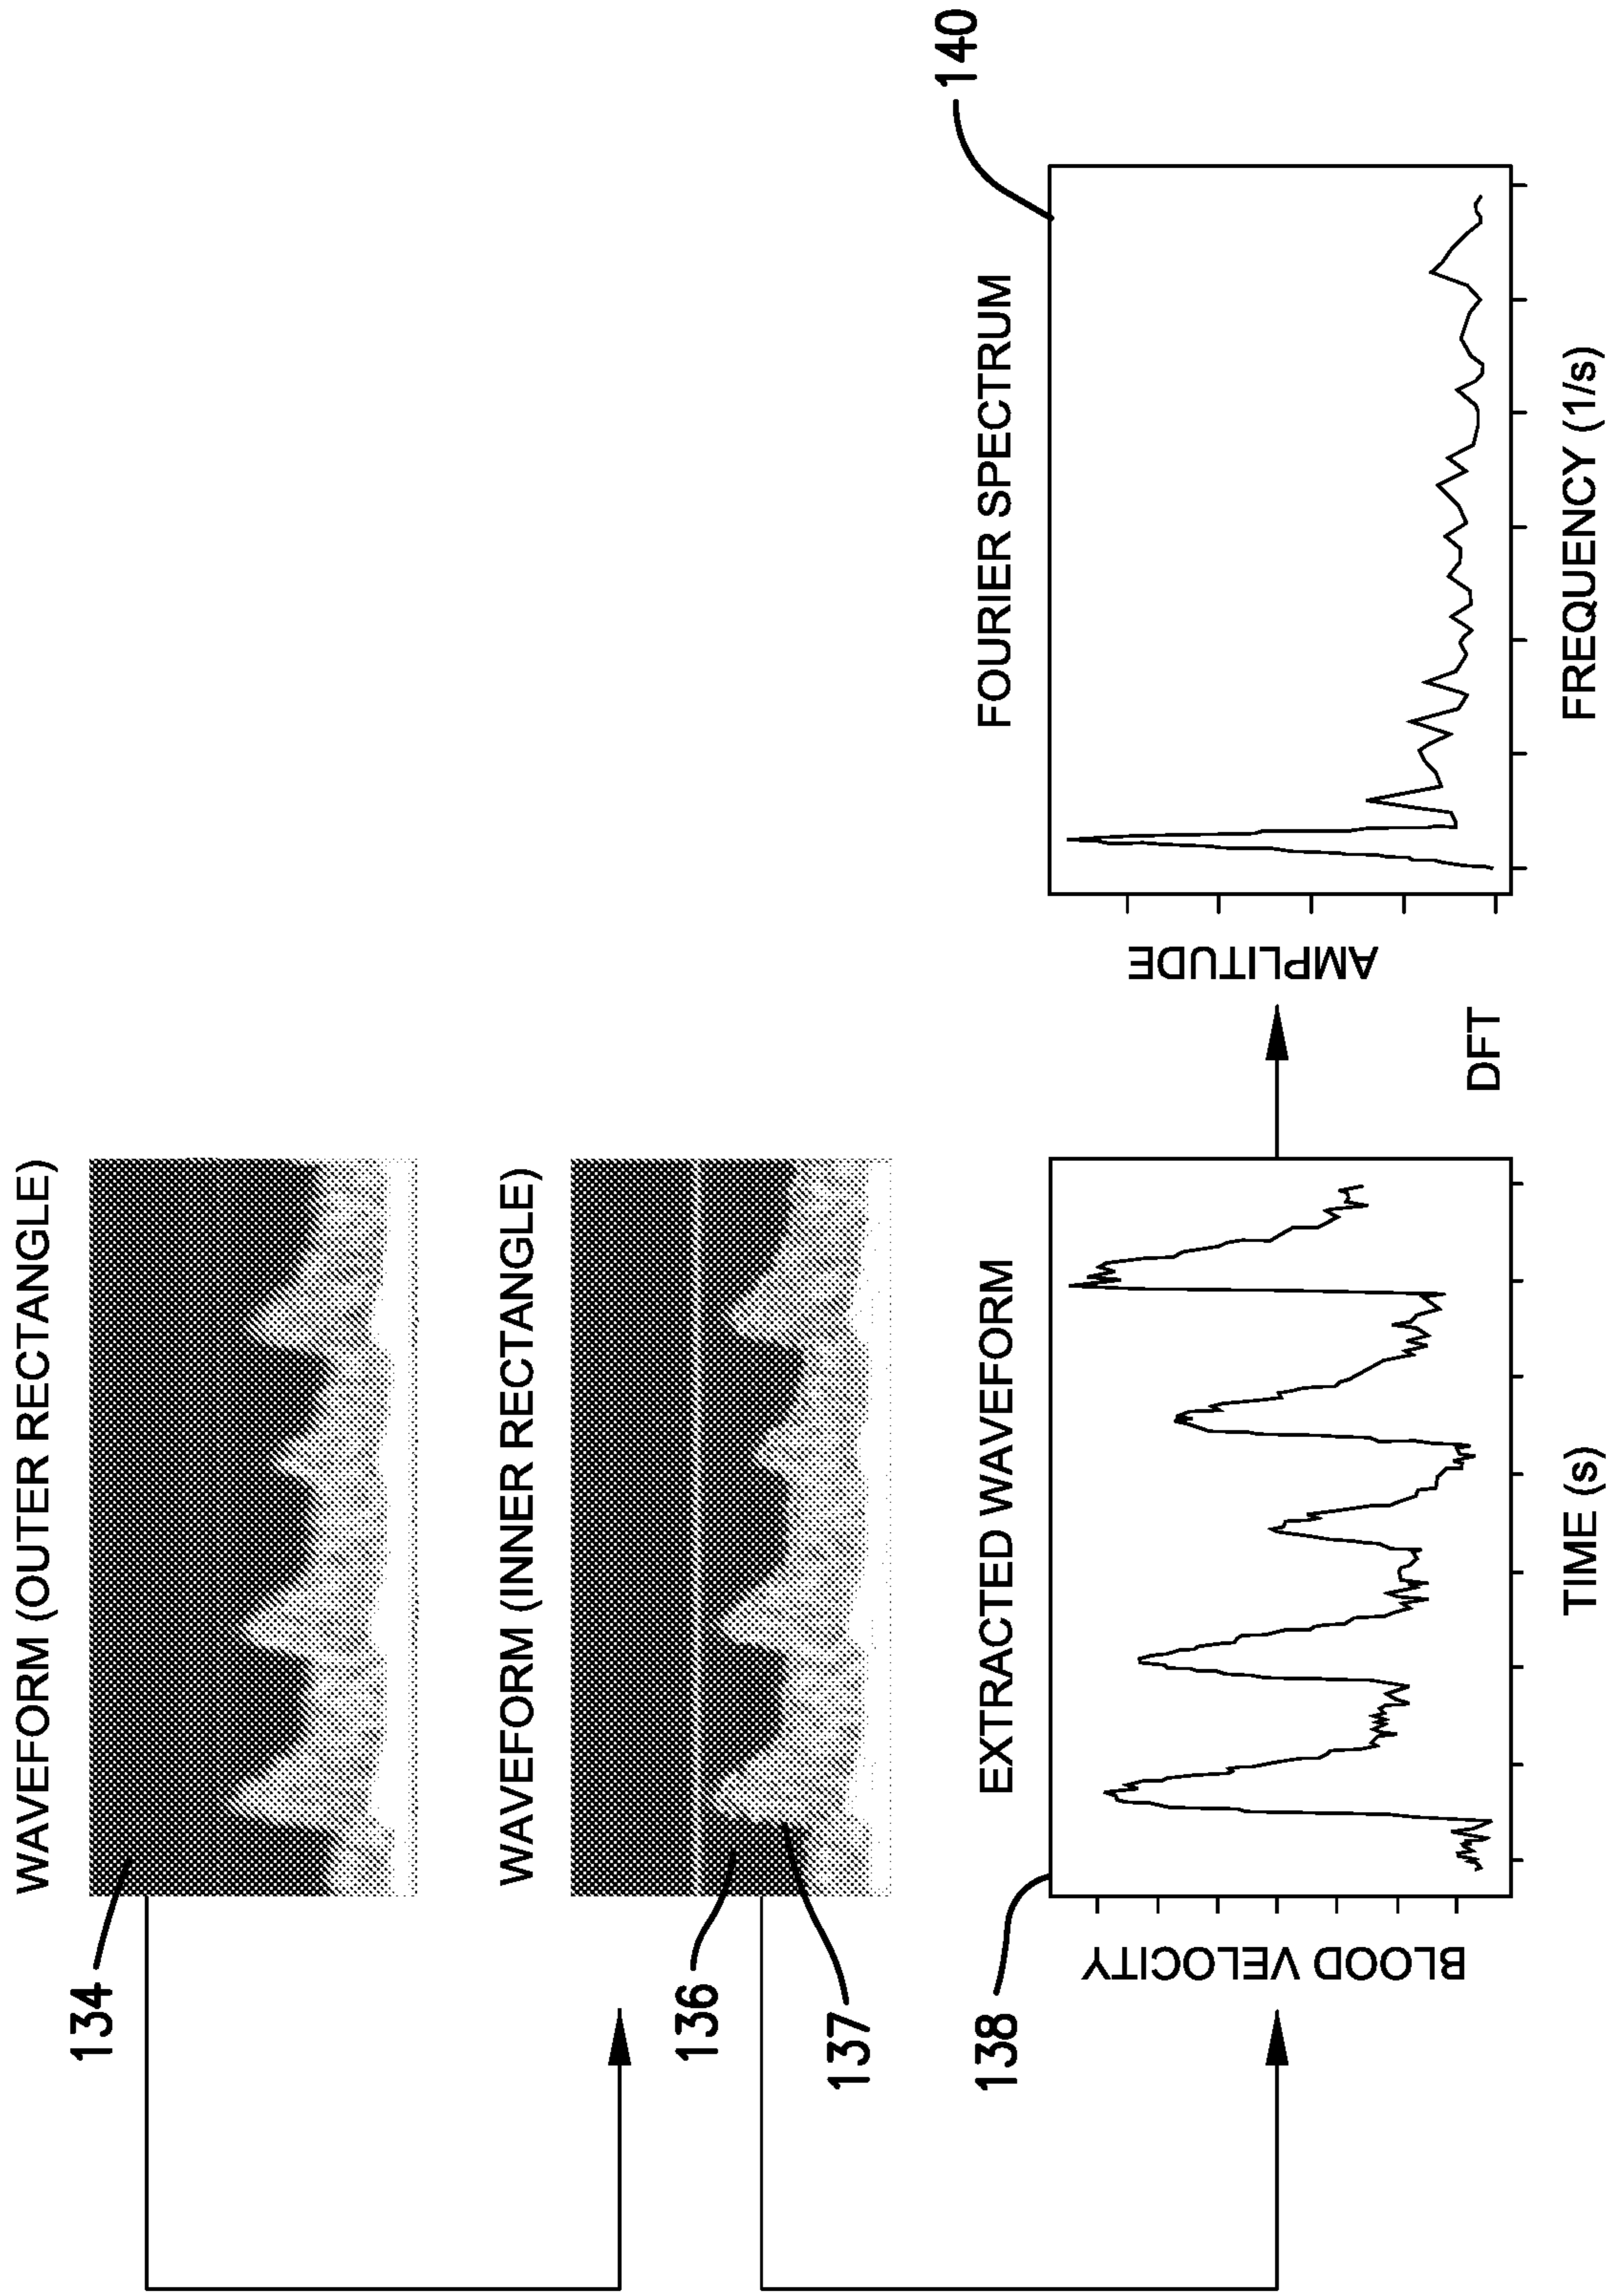 WAVEFORM (OUTER RECTANGLE)
134
WAVEFORM (INNER RECTANGLE)
136
137
EXTRACTED WAVEFORM
138
BLOOD VELOCITY
TIME (s)
DFT
FOURIER SPECTRUM
140
AMPLITUDE
FREQUENCY (1/s)